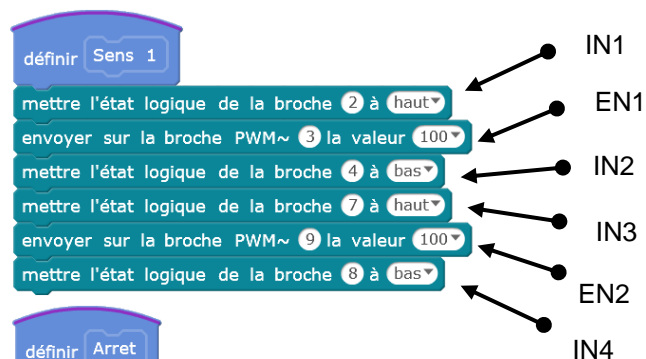 définir Sens 1
mettre l'état logique de la broche 2 à haut
IN1
envoyer sur la broche PWM~ 3 la valeur 100
EN1
mettre l'état logique de la broche 4 à bas
IN2
mettre l'état logique de la broche 7 à haut
IN3
envoyer sur la broche PWM~ 9 la valeur 100
EN2
mettre l'état logique de la broche 8 à bas
IN4
définir Arret